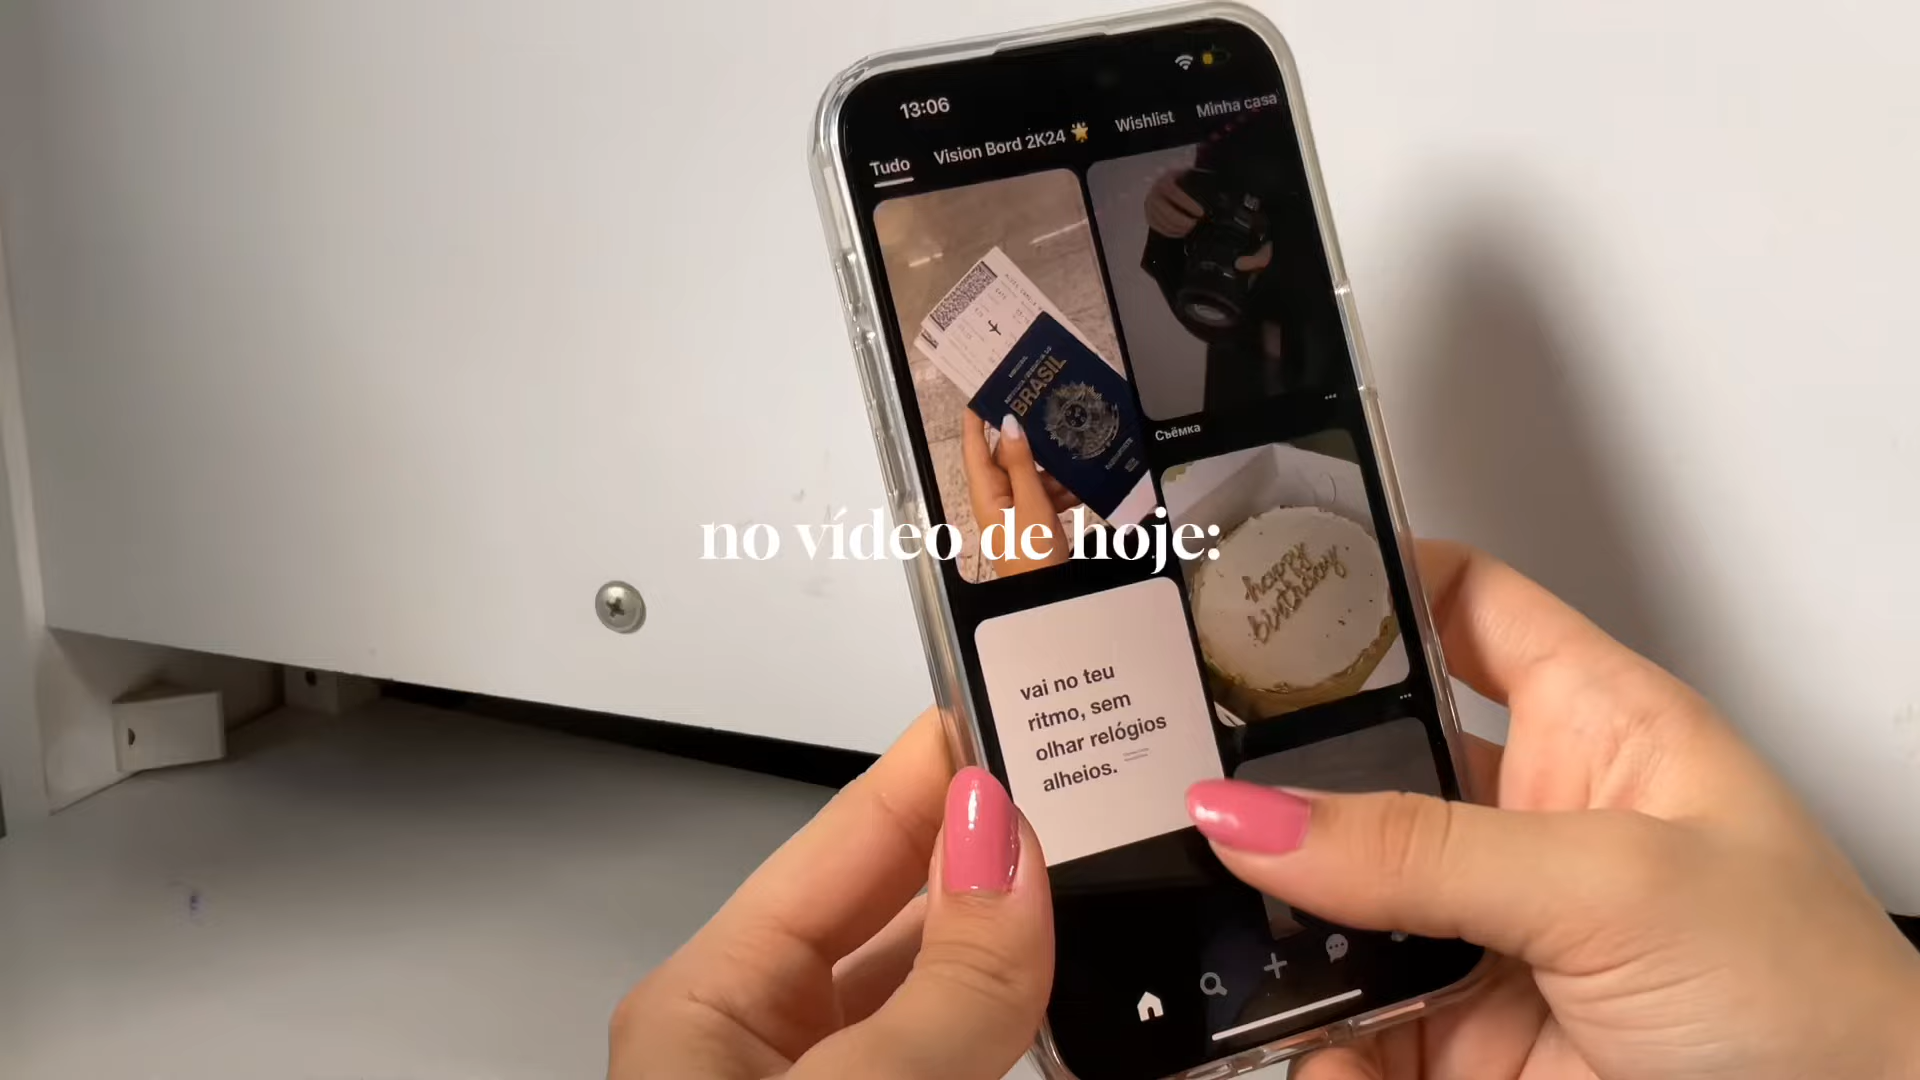 13:06
Tudo
Vision Bord 2K24
Wishlist
Minha casa
BRASIL
Съёмка
no vídeo de hoje:
happy
birthday
vai no teu
ritmo, sem
olhar relógios
alheios.